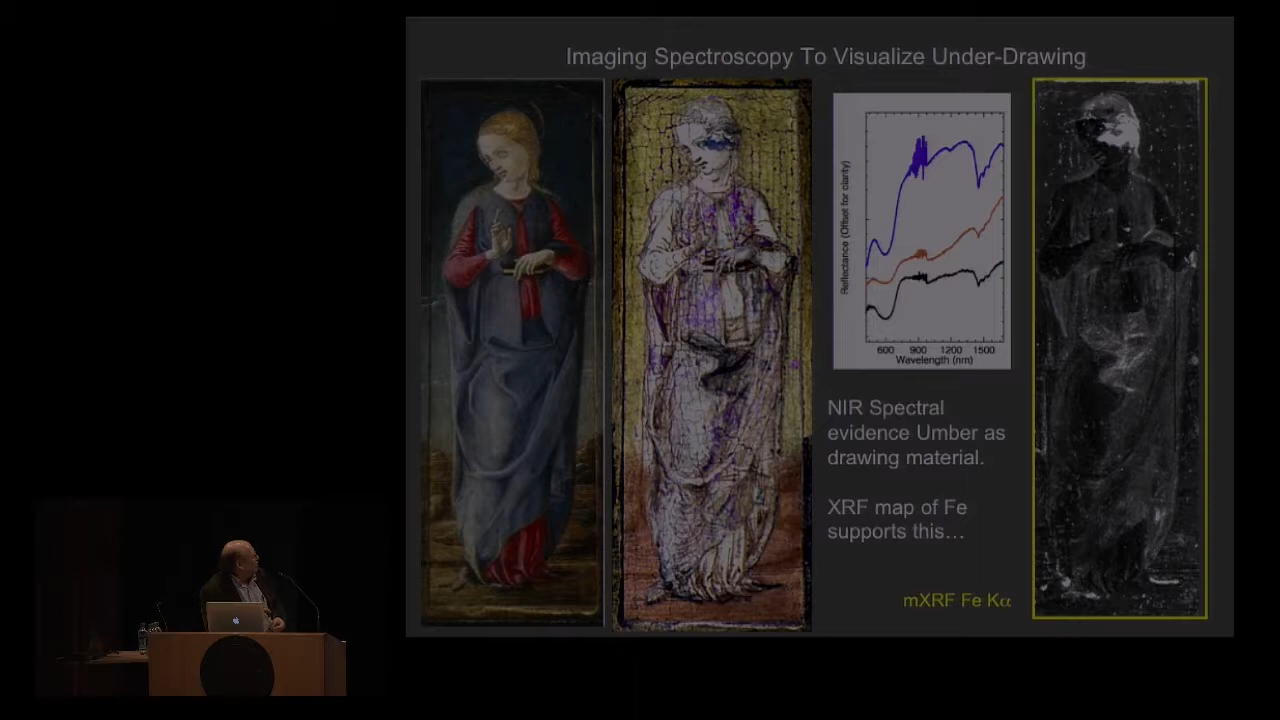 Imaging Spectroscopy To Visualize Under-Drawing
Reflectance (Offset for clarity)
600 900 1200 1500
Wavelength (nm)
NIR Spectral
evidence Umber as
drawing material.
XRF map of Fe
supports this…
mXRF Fe Kα